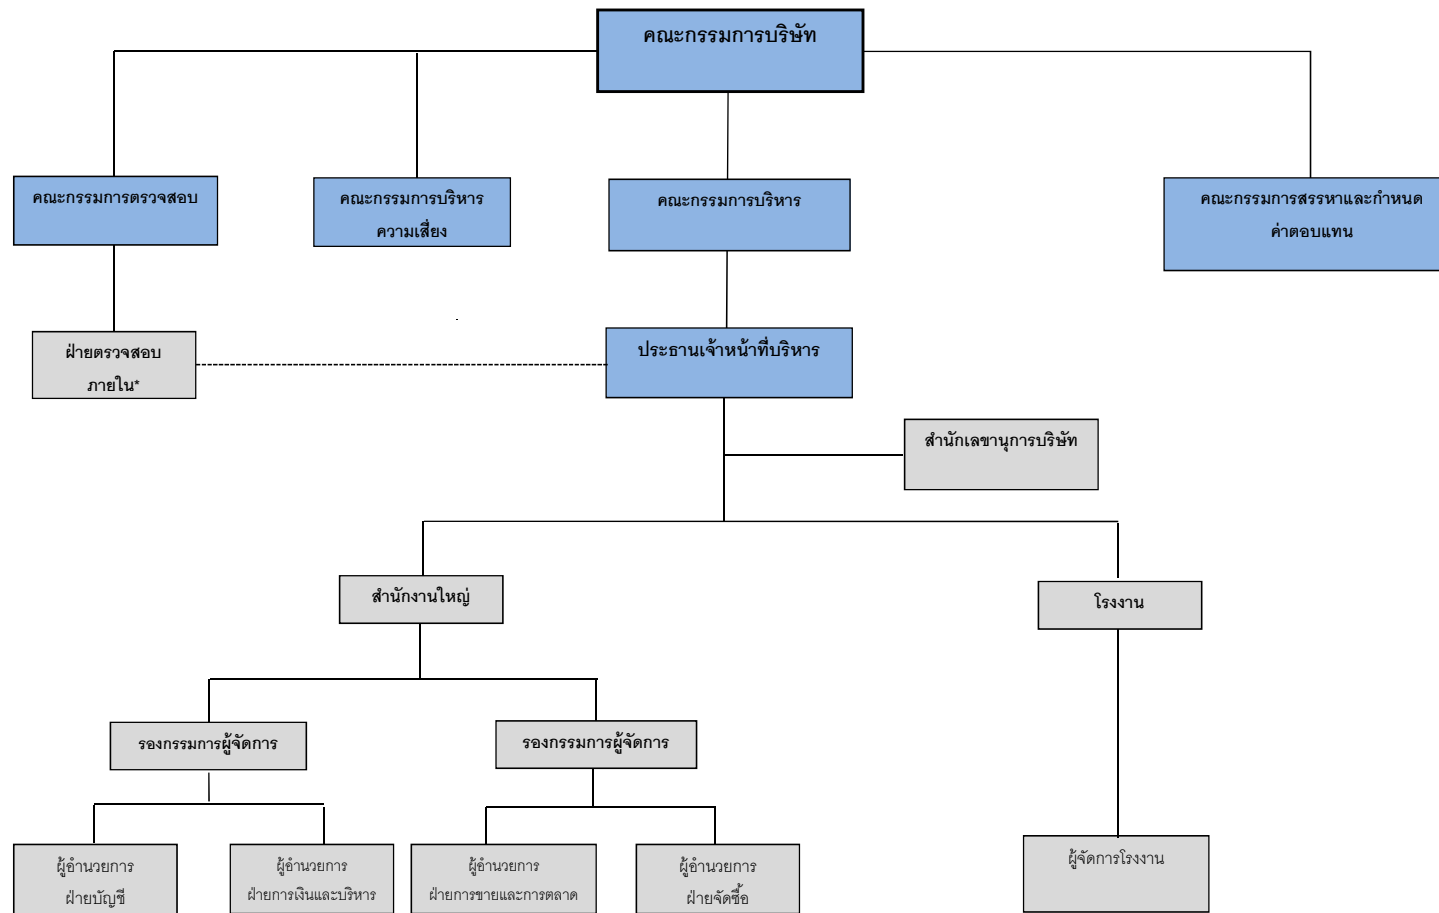 คณะกรรมการบริษัท
คณะกรรมการตรวจสอบ
คณะกรรมการบริหาร
ความเสี่ยง
คณะกรรมการบริหาร
คณะกรรมการสรรหาและกำหนด
ค่าตอบแทน
ฝ่ายตรวจสอบ
ภายใน*
ประธานเจ้าหน้าที่บริหาร
สำนักเลขานุการบริษัท
สำนักงานใหญ่
โรงงาน
รองกรรมการผู้จัดการ
รองกรรมการผู้จัดการ
ผู้อำนวยการ
ฝ่ายบัญชี
ผู้อำนวยการ
ฝ่ายการเงินและบริหาร
ผู้อำนวยการ
ฝ่ายการขายและการตลาด
ผู้อำนวยการ
ฝ่ายจัดซื้อ
ผู้จัดการโรงงาน